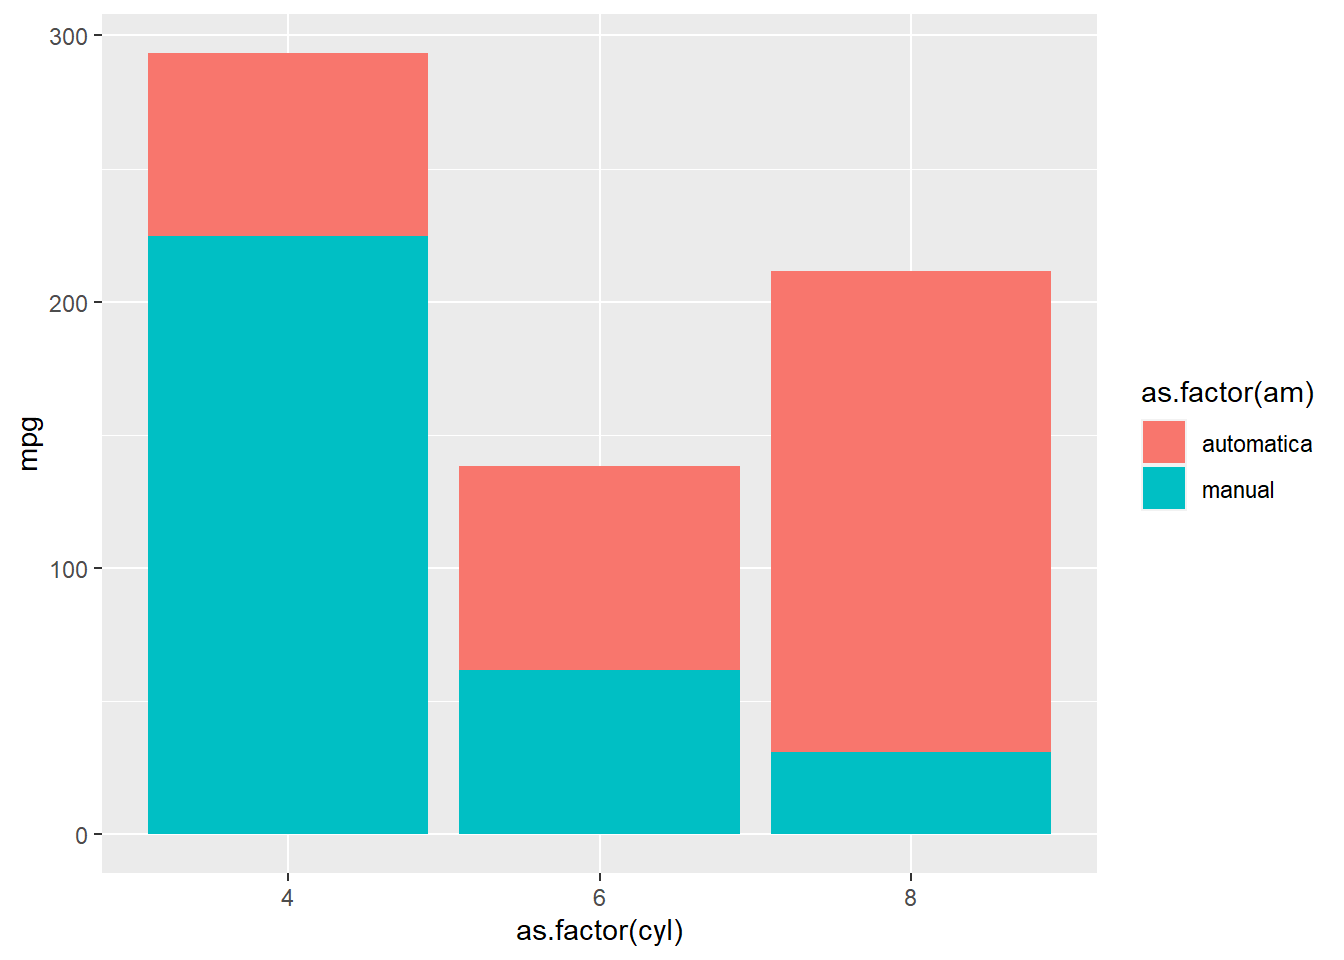 300
200
100
0
mpg
4 6 8
as.factor(cyl)
as.factor(am)
automatica
manual